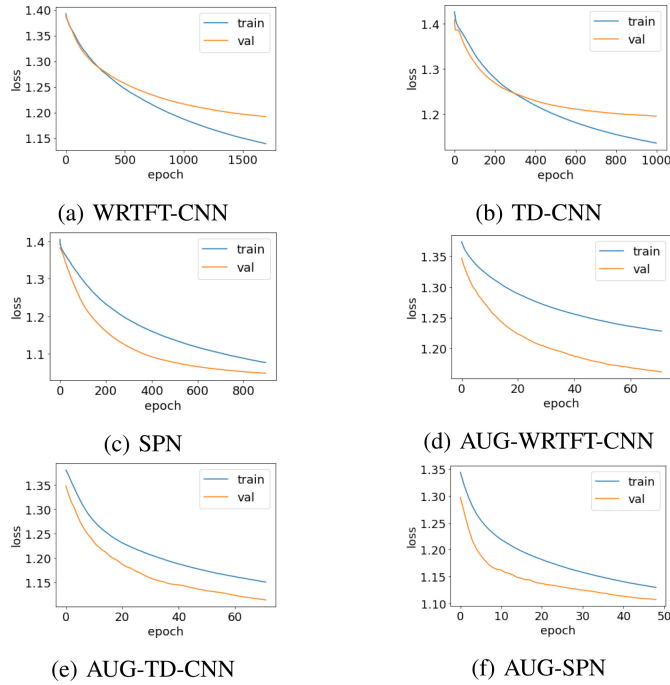 1.40
1.35
1.30
1.25
1.20
1.15
loss
train
val
0 500 1000 1500
epoch
(a) WRTFT-CNN
1.4
1.3
1.2
loss
train
val
0 200 400 600 800 1000
epoch
(b) TD-CNN
1.4
1.3
1.2
1.1
loss
train
val
0 200 400 600 800
epoch
(c) SPN
1.35
1.30
1.25
1.20
loss
train
val
0 20 40 60
epoch
(d) AUG-WRTFT-CNN
1.35
1.30
1.25
1.20
1.15
loss
train
val
0 20 40 60
epoch
(e) AUG-TD-CNN
1.35
1.30
1.25
1.20
1.15
1.10
loss
train
val
0 10 20 30 40 50
epoch
(f) AUG-SPN